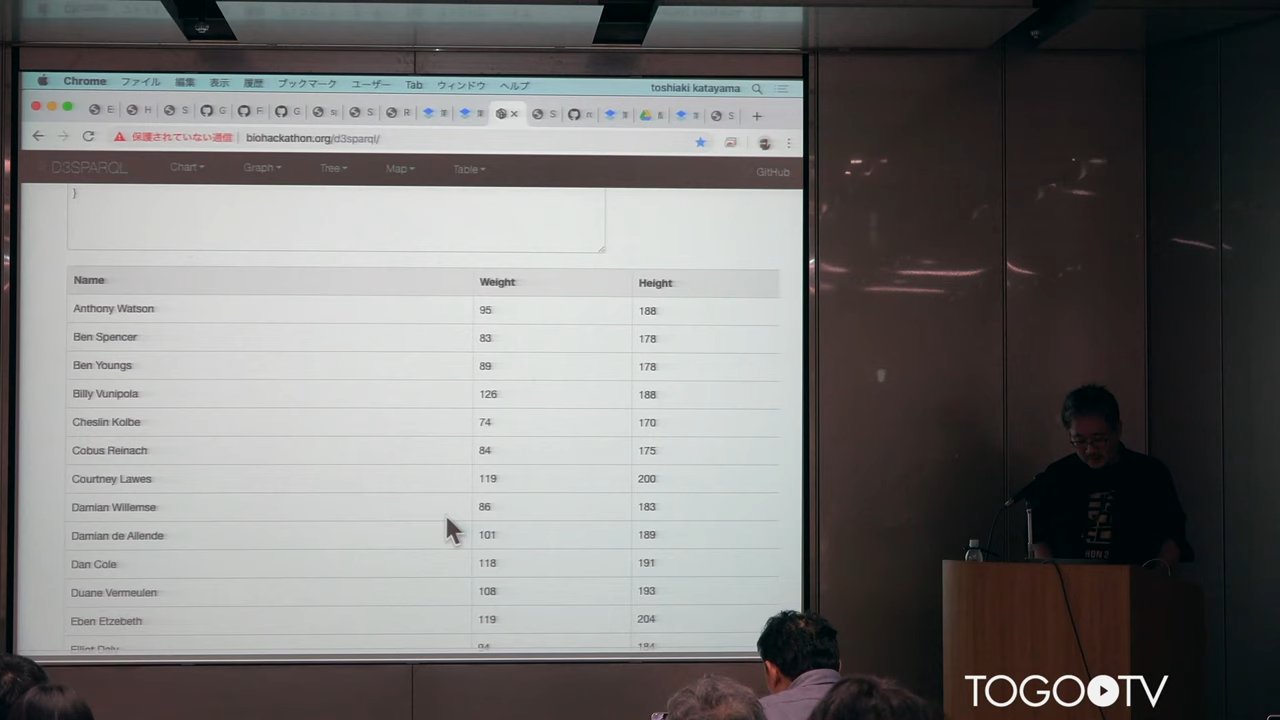 Chrome ファイル 編集 表示 履歴 ブックマーク ユーザー Tab ウィンドウ ヘルプ toshiaki katayama
保護されていない通信 biohackathon.org/d3sparql/
D3SPARQL Chart Graph Tree Map Table GitHub
}
Name Weight Height
Anthony Watson 95 188
Ben Spencer 83 178
Ben Youngs 89 178
Billy Vunipola 126 188
Cheslin Kolbe 74 170
Cobus Reinach 84 175
Courtney Lawes 119 200
Damian Willemse 86 183
Damian de Allende 101 189
Dan Cole 118 191
Duane Vermeulen 108 193
Eben Etzebeth 119 204
Elliot Daly 94 184
TOGOTV